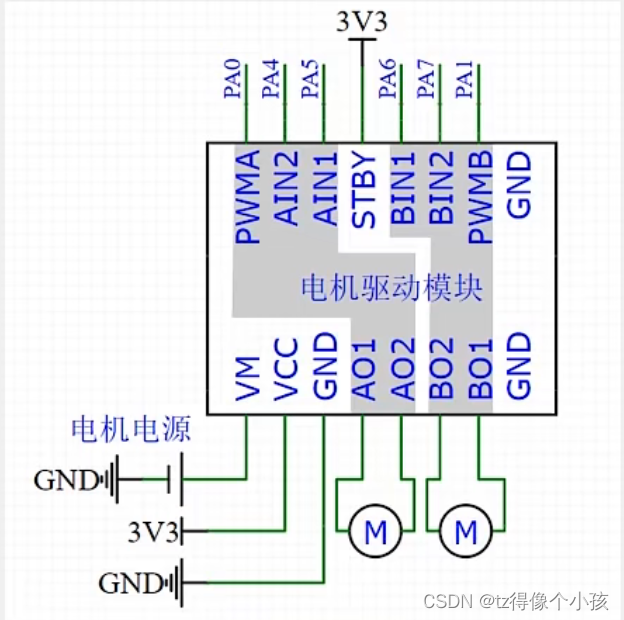 3V3
PA0 PA4 PA5 PA6 PA7 PA1
PWMA AIN2 AIN1 STBY BIN1 BIN2 PWMB GND
电机驱动模块
VM VCC GND AO1 AO2 BO2 BO1 GND
电机电源
GND
3V3
M M
GND
CSDN @tz得像个小孩